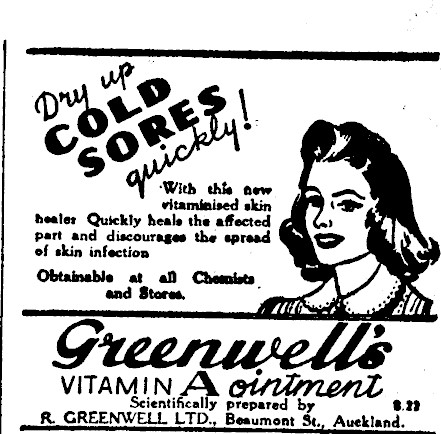 Dry up
COLD
SORES
quickly!
With this new
vitaminised skin
healer Quickly heals the affected
part and discourages the spread
of skin infection
Obtainable at all Chemists
and Stores.
Greenwell's
VITAMIN A ointment
Scientifically prepared by 8.22
R. GREENWELL LTD., Beaumont St., Auckland.